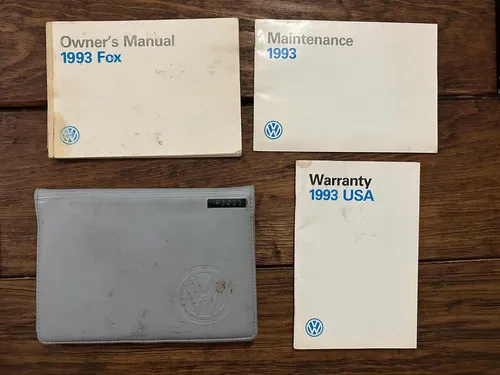 Owner's Manual
1993 Fox
Maintenance
1993
Warranty
1993 USA